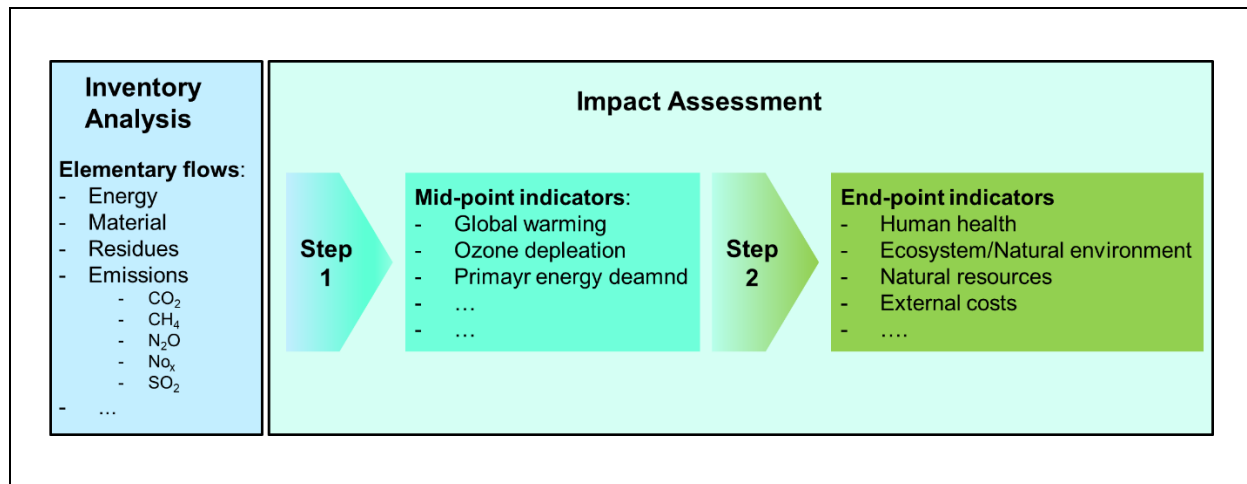 Inventory
Analysis
Elementary flows:
- Energy
- Material
- Residues
- Emissions
- CO₂
- CH₄
- N₂O
- Noₓ
- SO₂
- ...
Impact Assessment
Step
1
Mid-point indicators:
- Global warming
- Ozone depleation
- Primayr energy deamnd
- ...
- ...
Step
2
End-point indicators
- Human health
- Ecosystem/Natural environment
- Natural resources
- External costs
- ....